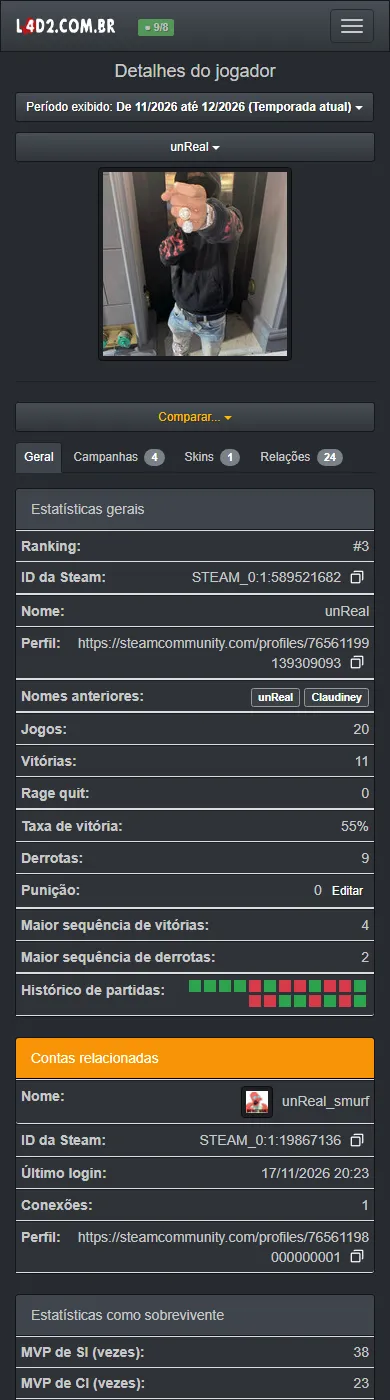 L4D2.COM.BR
9/8
Detalhes do jogador
Período exibido: De 11/2026 até 12/2026 (Temporada atual)
unReal
Comparar...
Geral Campanhas 4 Skins 1 Relações 24
Estatísticas gerais
Ranking: #3
ID da Steam: STEAM_0:1:589521682
Nome: unReal
Perfil: https://steamcommunity.com/profiles/76561199
139309093
Nomes anteriores: unReal Claudiney
Jogos: 20
Vitórias: 11
Rage quit: 0
Taxa de vitória: 55%
Derrotas: 9
Punição: 0 Editar
Maior sequência de vitórias: 4
Maior sequência de derrotas: 2
Histórico de partidas:
Contas relacionadas
Nome: unReal_smurf
ID da Steam: STEAM_0:1:19867136
Último login: 17/11/2026 20:23
Conexões: 1
Perfil: https://steamcommunity.com/profiles/76561198
000000001
Estatísticas como sobrevivente
MVP de SI (vezes): 38
MVP de CI (vezes): 23